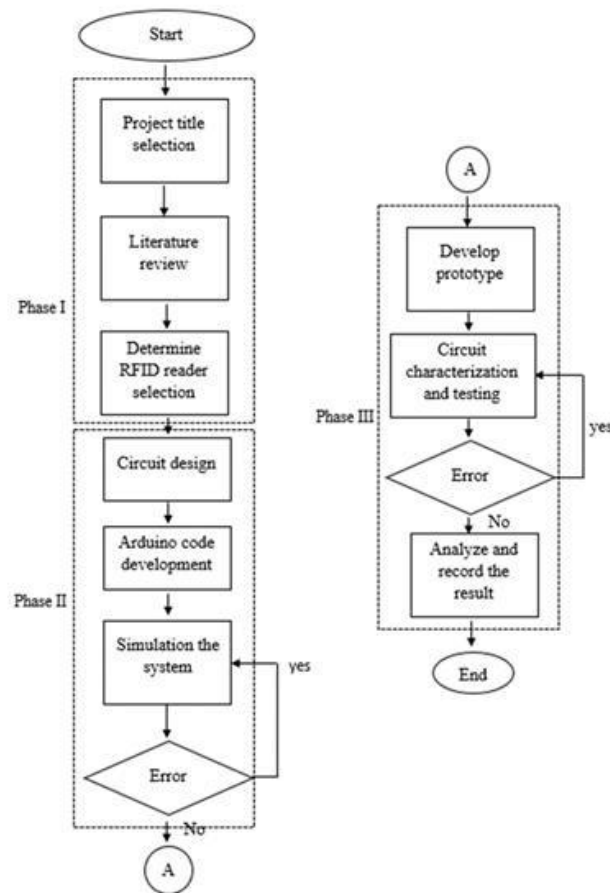 Start
Project title
selection
Literature
review
Phase I
Determine
RFID reader
selection
Circuit design
Arduino code
development
Phase II
Simulation the
system
yes
Error
No
A
A
Develop
prototype
Circuit
characterization
and testing
Phase III
yes
Error
No
Analyze and
record the
result
End